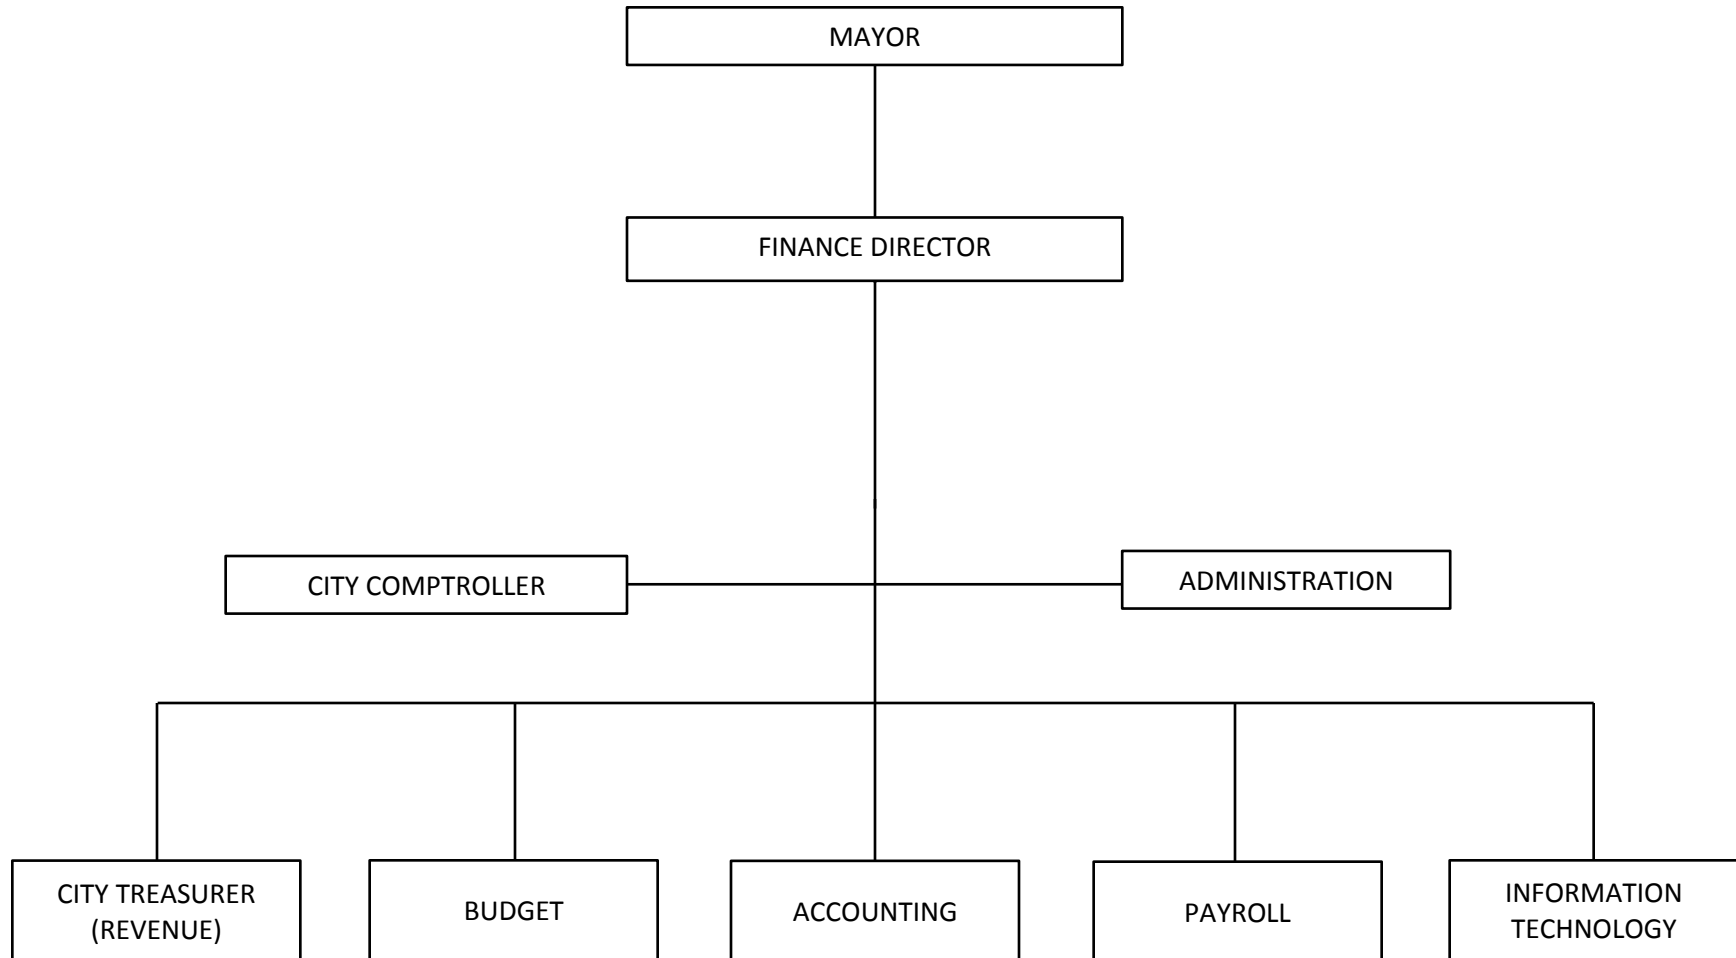 MAYOR
FINANCE DIRECTOR
CITY COMPTROLLER
ADMINISTRATION
CITY TREASURER
(REVENUE)
BUDGET
ACCOUNTING
PAYROLL
INFORMATION
TECHNOLOGY